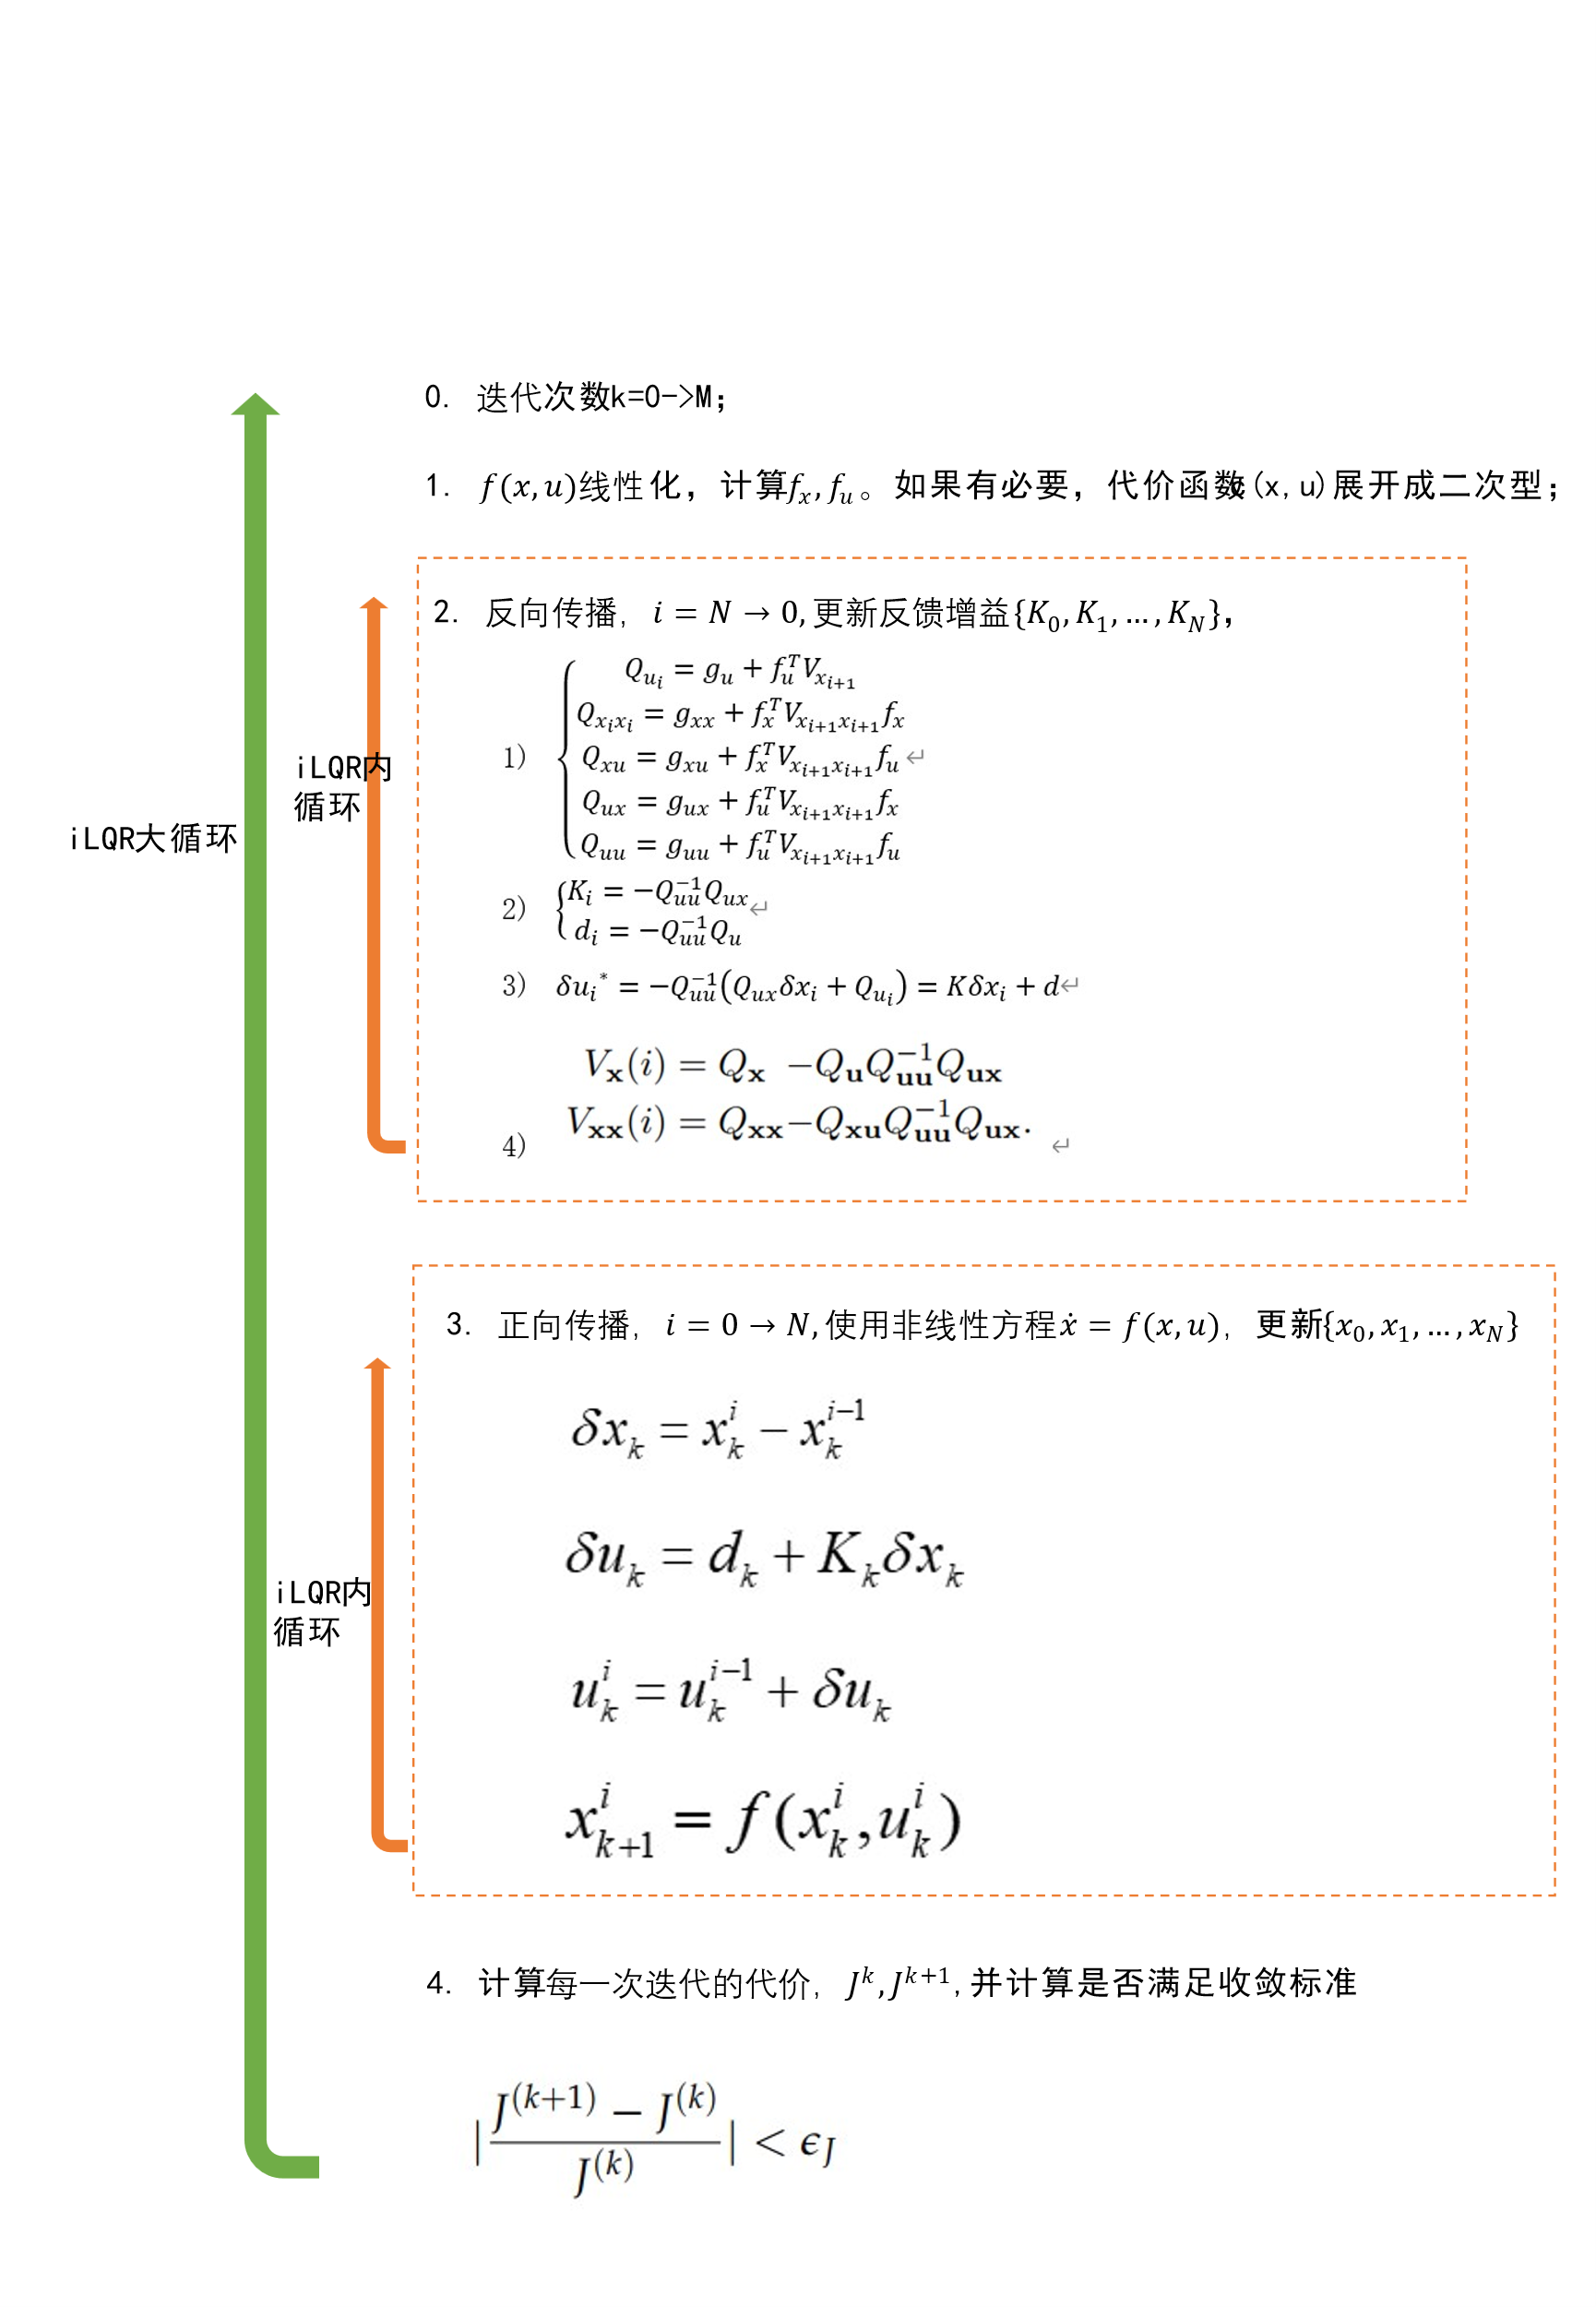 0. 迭代次数k=0->M；
1. f(x,u)线性化，计算fₓ,fᵤ。如果有必要，代价函数(x,u)展开成二次型；
2. 反向传播，i = N → 0,更新反馈增益{K₀,K₁,…,K_N}，
1) { Q_{u_i} = g_u + f_u^T V_{x_{i+1}}
Q_{x_i x_i} = g_{xx} + f_x^T V_{x_{i+1}x_{i+1}} f_x
Q_{xu} = g_{xu} + f_x^T V_{x_{i+1}x_{i+1}} f_u ↵
Q_{ux} = g_{ux} + f_u^T V_{x_{i+1}x_{i+1}} f_x
Q_{uu} = g_{uu} + f_u^T V_{x_{i+1}x_{i+1}} f_u
2) { K_i = −Q_{uu}^{−1} Q_{ux} ↵
d_i = −Q_{uu}^{−1} Q_u
3) δu_i^* = −Q_{uu}^{−1}(Q_{ux}δx_i + Q_{u_i}) = Kδx_i + d ↵
V_x(i) = Q_x − Q_u Q_{uu}^{−1} Q_{ux}
V_{xx}(i) = Q_{xx} − Q_{xu} Q_{uu}^{−1} Q_{ux}.
4) ↵
iLQR内
循环
iLQR大循环
3. 正向传播，i = 0 → N,使用非线性方程ẋ = f(x,u)，更新{x₀,x₁,…,x_N}
δx_k = x_k^i − x_k^{i−1}
δu_k = d_k + K_k δx_k
u_k^i = u_k^{i−1} + δu_k
x_{k+1}^i = f(x_k^i, u_k^i)
iLQR内
循环
4. 计算每一次迭代的代价，J^k,J^{k+1},并计算是否满足收敛标准
|(J^{(k+1)} − J^{(k)}) / J^{(k)}| < ϵ_J